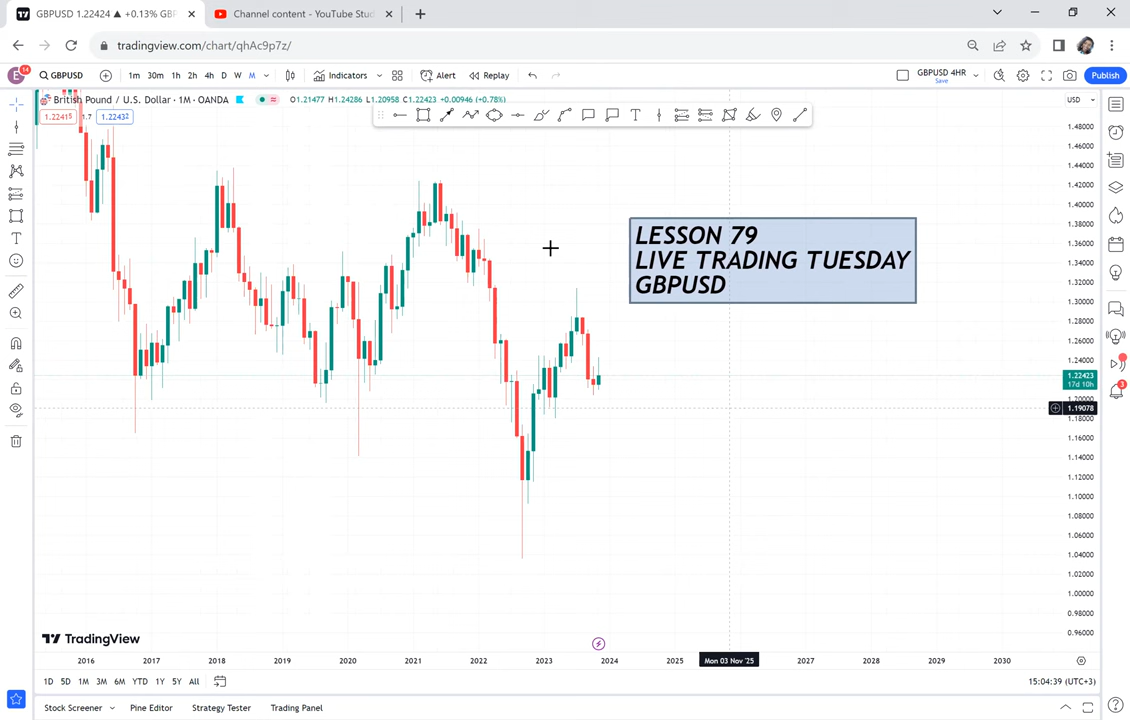 GBPUSD 1.22424 ▲ +0.13% GBP
Channel content - YouTube Stud
tradingview.com/chart/qhAc9p7z/
E
14
GBPUSD
1m 30m 1h 2h 4h D W M
Indicators
Alert
Replay
GBPUSD 4HR
Save
Publish
British Pound / U.S. Dollar · 1M · OANDA
O1.21477 H1.24286 L1.20958 C1.22423 +0.00946 (+0.78%)
USD
1.22415 1.7 1.22432
LESSON 79
LIVE TRADING TUESDAY
GBPUSD
1.48000
1.46000
1.44000
1.42000
1.40000
1.38000
1.36000
1.34000
1.32000
1.30000
1.28000
1.26000
1.24000
1.22423
17d 10h
1.20000
1.19078
1.18000
1.16000
1.14000
1.12000
1.10000
1.08000
1.06000
1.04000
1.02000
1.00000
0.98000
0.96000
3
TradingView
2016 2017 2018 2019 2020 2021 2022 2023 2024 2025 Mon 03 Nov '25 2027 2028 2029 2030
1D 5D 1M 3M 6M YTD 1Y 5Y All
15:04:39 (UTC+3)
Stock Screener Pine Editor Strategy Tester Trading Panel